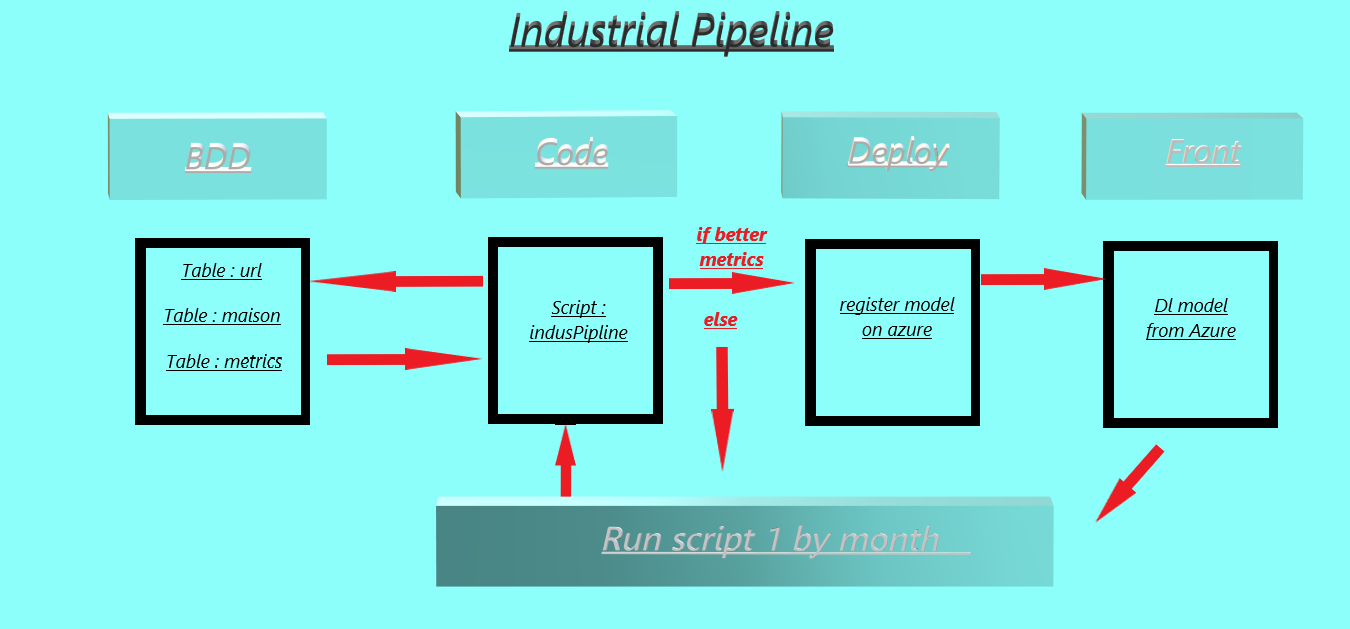 Industrial Pipeline
BDD
Code
Deploy
Front
Table : url
Table : maison
Table : metrics
Script :
indusPipline
if better
metrics
else
register model
on azure
Dl model
from Azure
Run script 1 by month